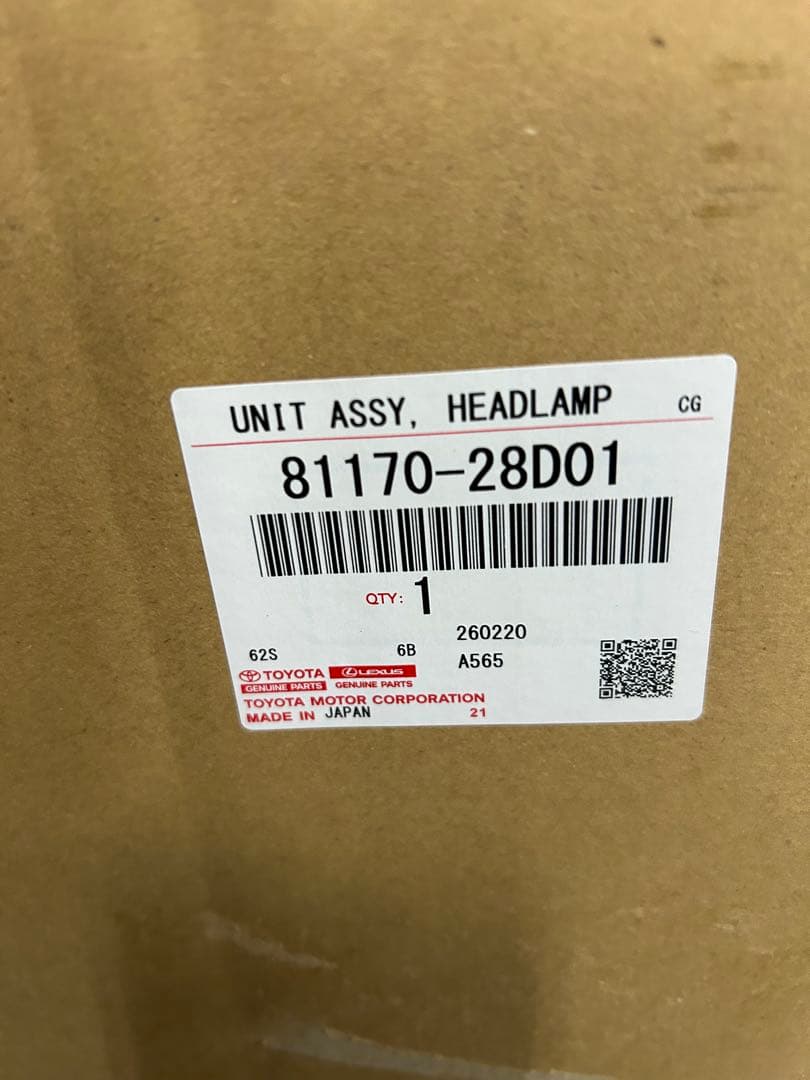 UNIT ASSY, HEADLAMP CG
81170-28D01
QTY: 1
260220
62S 6B A565
TOYOTA LEXUS
GENUINE PARTS GENUINE PARTS
TOYOTA MOTOR CORPORATION
MADE IN JAPAN 21